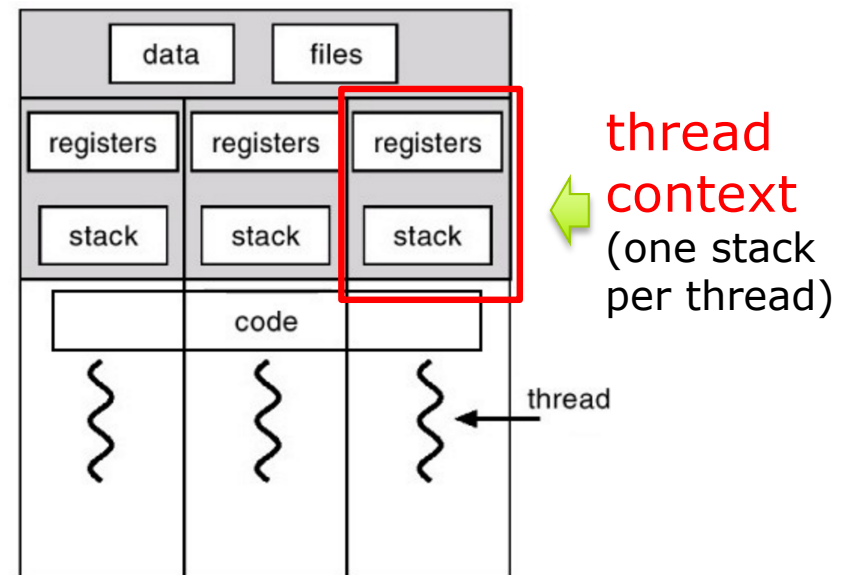 data files
registers registers registers
stack stack stack
code
thread
thread
context
(one stack
per thread)